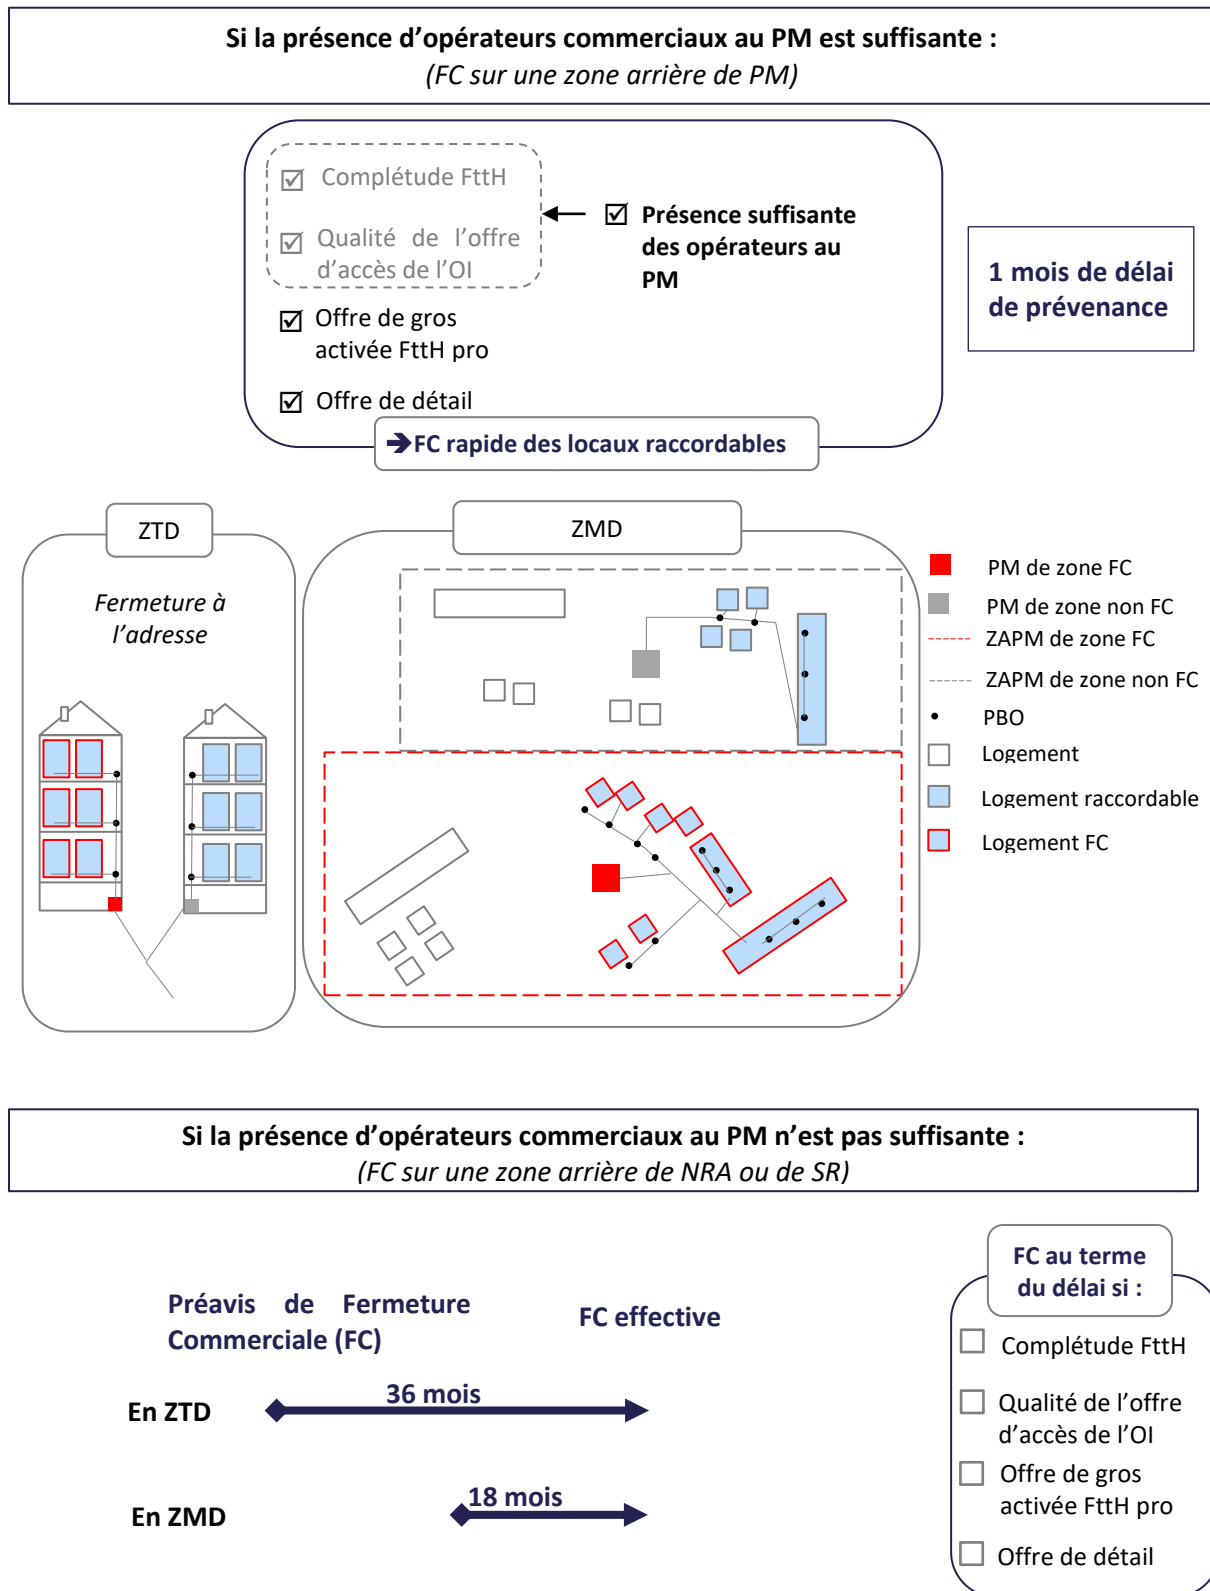 Si la présence d'opérateurs commerciaux au PM est suffisante :
(FC sur une zone arrière de PM)
Complétude FttH
Qualité de l'offre
d'accès de l'OI
Présence suffisante
des opérateurs au
PM
Offre de gros
activée FttH pro
Offre de détail
➔FC rapide des locaux raccordables
1 mois de délai
de prévenance
ZTD
Fermeture à
l'adresse
ZMD
PM de zone FC
PM de zone non FC
ZAPM de zone FC
ZAPM de zone non FC
PBO
Logement
Logement raccordable
Logement FC
Si la présence d'opérateurs commerciaux au PM n'est pas suffisante :
(FC sur une zone arrière de NRA ou de SR)
Préavis de Fermeture
Commerciale (FC)
FC effective
En ZTD
36 mois
En ZMD
18 mois
FC au terme
du délai si :
Complétude FttH
Qualité de l'offre
d'accès de l'OI
Offre de gros
activée FttH pro
Offre de détail